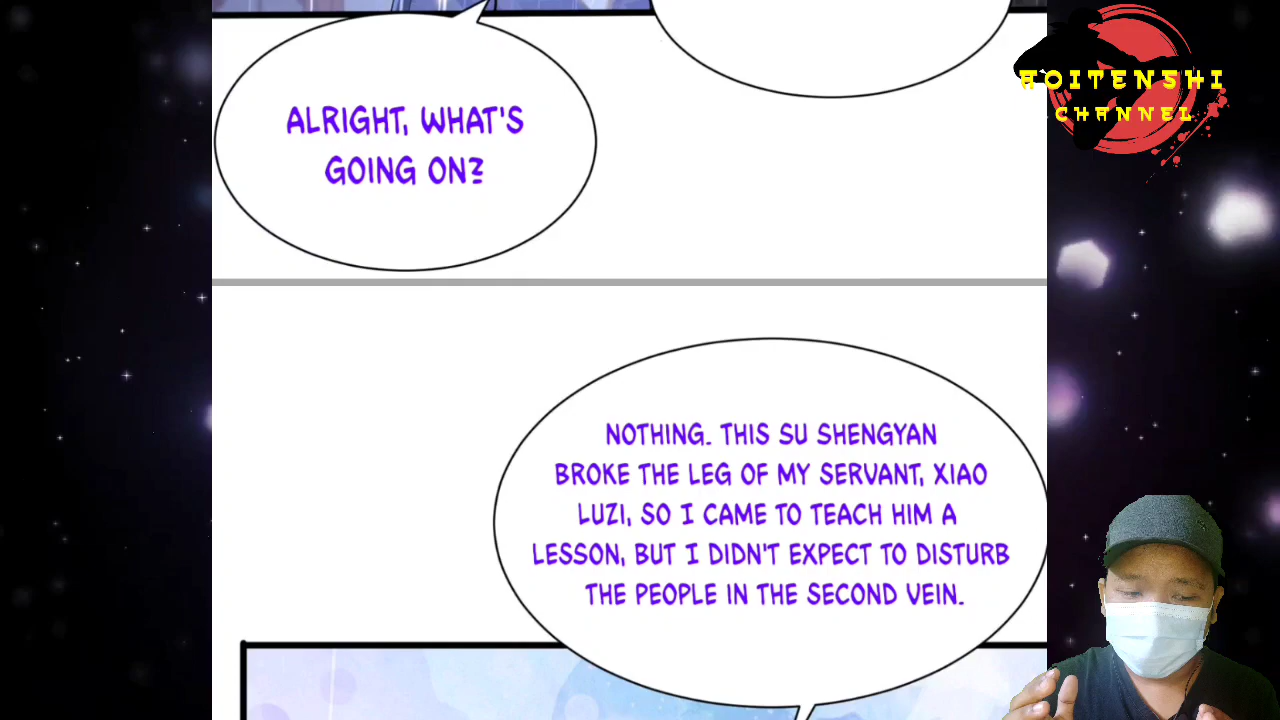 ALRIGHT, WHAT'S
GOING ON?
AOITENSHI
CHANNEL
NOTHING. THIS SU SHENGYAN
BROKE THE LEG OF MY SERVANT, XIAO
LUZI, SO I CAME TO TEACH HIM A
LESSON, BUT I DIDN'T EXPECT TO DISTURB
THE PEOPLE IN THE SECOND VEIN.